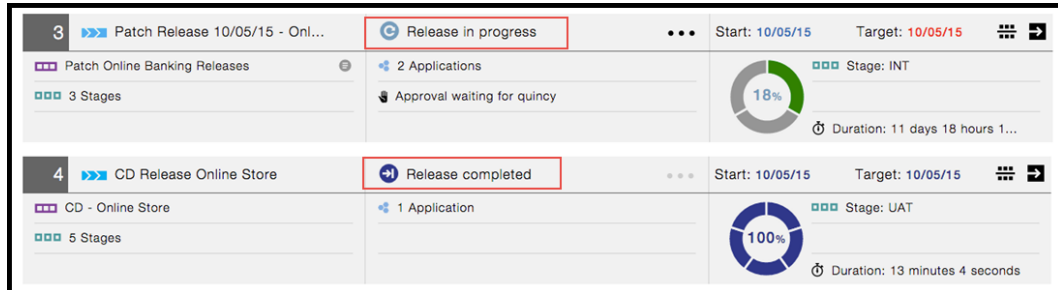 3 Patch Release 10/05/15 - Onl... Release in progress Start: 10/05/15 Target: 10/05/15
Patch Online Banking Releases 2 Applications Stage: INT
3 Stages Approval waiting for quincy 18%
Duration: 11 days 18 hours 1...
4 CD Release Online Store Release completed Start: 10/05/15 Target: 10/05/15
CD - Online Store 1 Application Stage: UAT
5 Stages 100%
Duration: 13 minutes 4 seconds